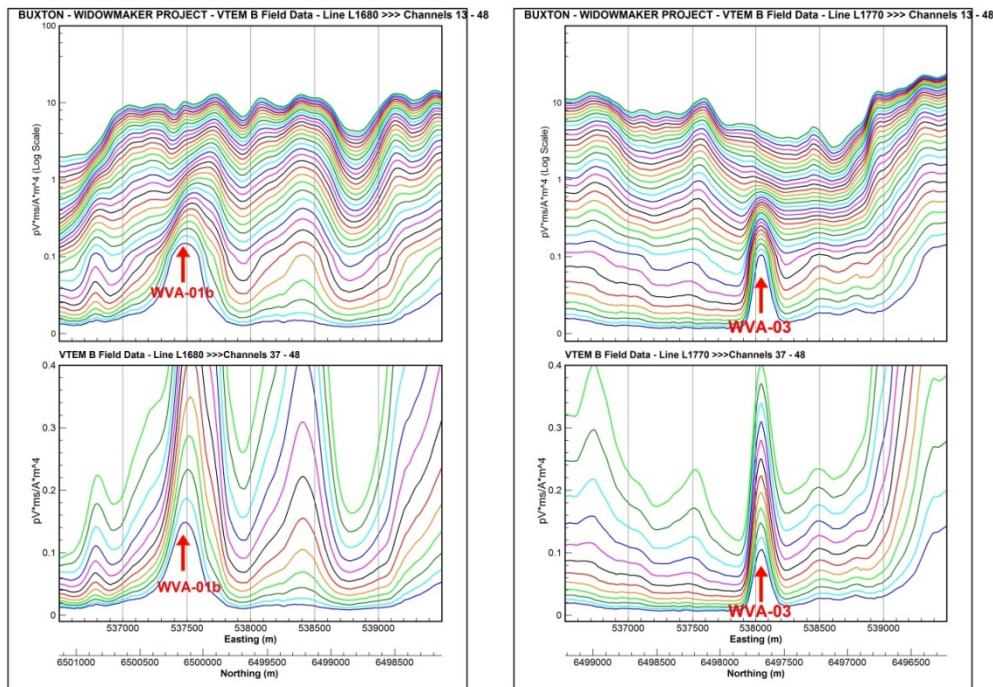 BUXTON - WIDOWMAKER PROJECT - VTEM B Field Data - Line L1680 >>> Channels 13 - 48
100
10
1
0.1
0
pV*ms/A*m^4 (Log Scale)
WVA-01b
VTEM B Field Data - Line L1680 >>>Channels 37 - 48
0.4
0.3
0.2
0.1
0
pV*ms/A*m^4
WVA-01b
537000 537500 538000 538500 539000
Easting (m)
6501000 6500500 6500000 6499500 6499000 6498500
Northing (m)
BUXTON - WIDOWMAKER PROJECT - VTEM B Field Data - Line L1770 >>> Channels 13 - 48
100
10
1
0.1
0
pV*ms/A*m^4 (Log Scale)
WVA-03
VTEM B Field Data - Line L1770 >>>Channels 37 - 48
0.4
0.3
0.2
0.1
0
pV*ms/A*m^4
WVA-03
537000 537500 538000 538500 539000
Easting (m)
6499000 6498500 6498000 6497500 6497000 6496500
Northing (m)